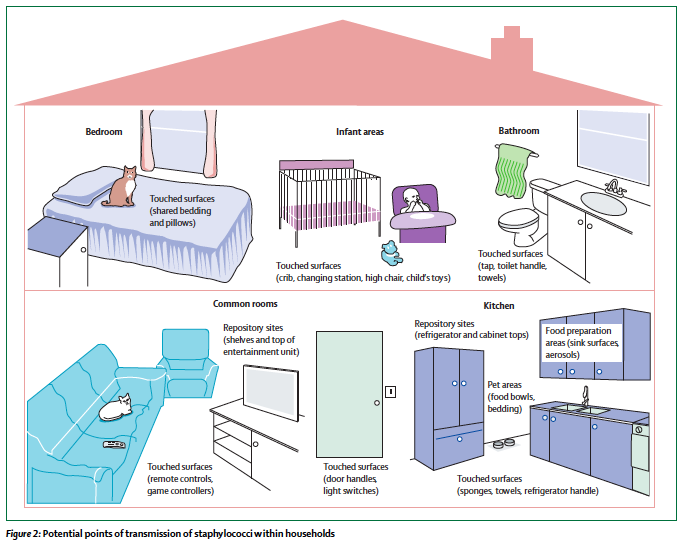 Bedroom
Infant areas
Bathroom
Touched surfaces
(shared bedding
and pillows)
Touched surfaces
(crib, changing station, high chair, child's toys)
Touched surfaces
(tap, toilet handle,
towels)
Common rooms
Kitchen
Repository sites
(shelves and top of
entertainment unit)
Touched surfaces
(remote controls,
game controllers)
Touched surfaces
(door handles,
light switches)
Repository sites
(refrigerator and cabinet tops)
Food preparation
areas (sink surfaces,
aerosols)
Pet areas
(food bowls,
bedding)
Touched surfaces
(sponges, towels, refrigerator handle)
Figure 2: Potential points of transmission of staphylococci within households